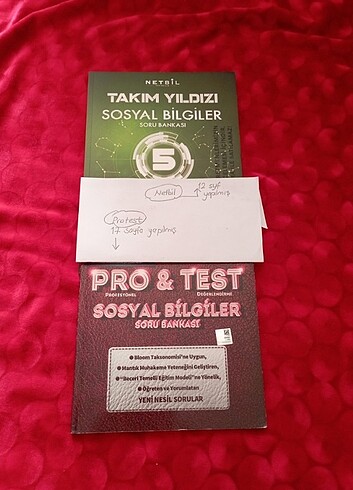 NETBİL
TAKIM YILDIZI
SOSYAL BİLGİLER
SORU BANKASI
5
Netbil → 12 syf
yapılmış
Protest
17 sayfa yapılmış
↓
PRO & TEST
PROFESYONEL DEĞERLENDİRME
SOSYAL BİLGİLER
SORU BANKASI
● Bloom Taksonomisi'ne Uygun,
● Mantık Muhakeme Yeteneğini Geliştiren,
● "Beceri Temelli Eğitim Modeli"ne Yönelik,
● Öğreten ve Yorumlatan
YENİ NESİL SORULAR